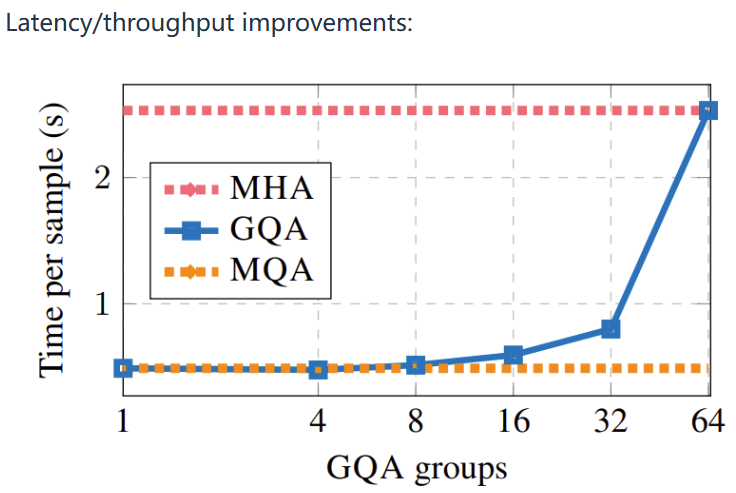 Latency/throughput improvements:
Time per sample (s)
2
1
MHA
GQA
MQA
1 4 8 16 32 64
GQA groups